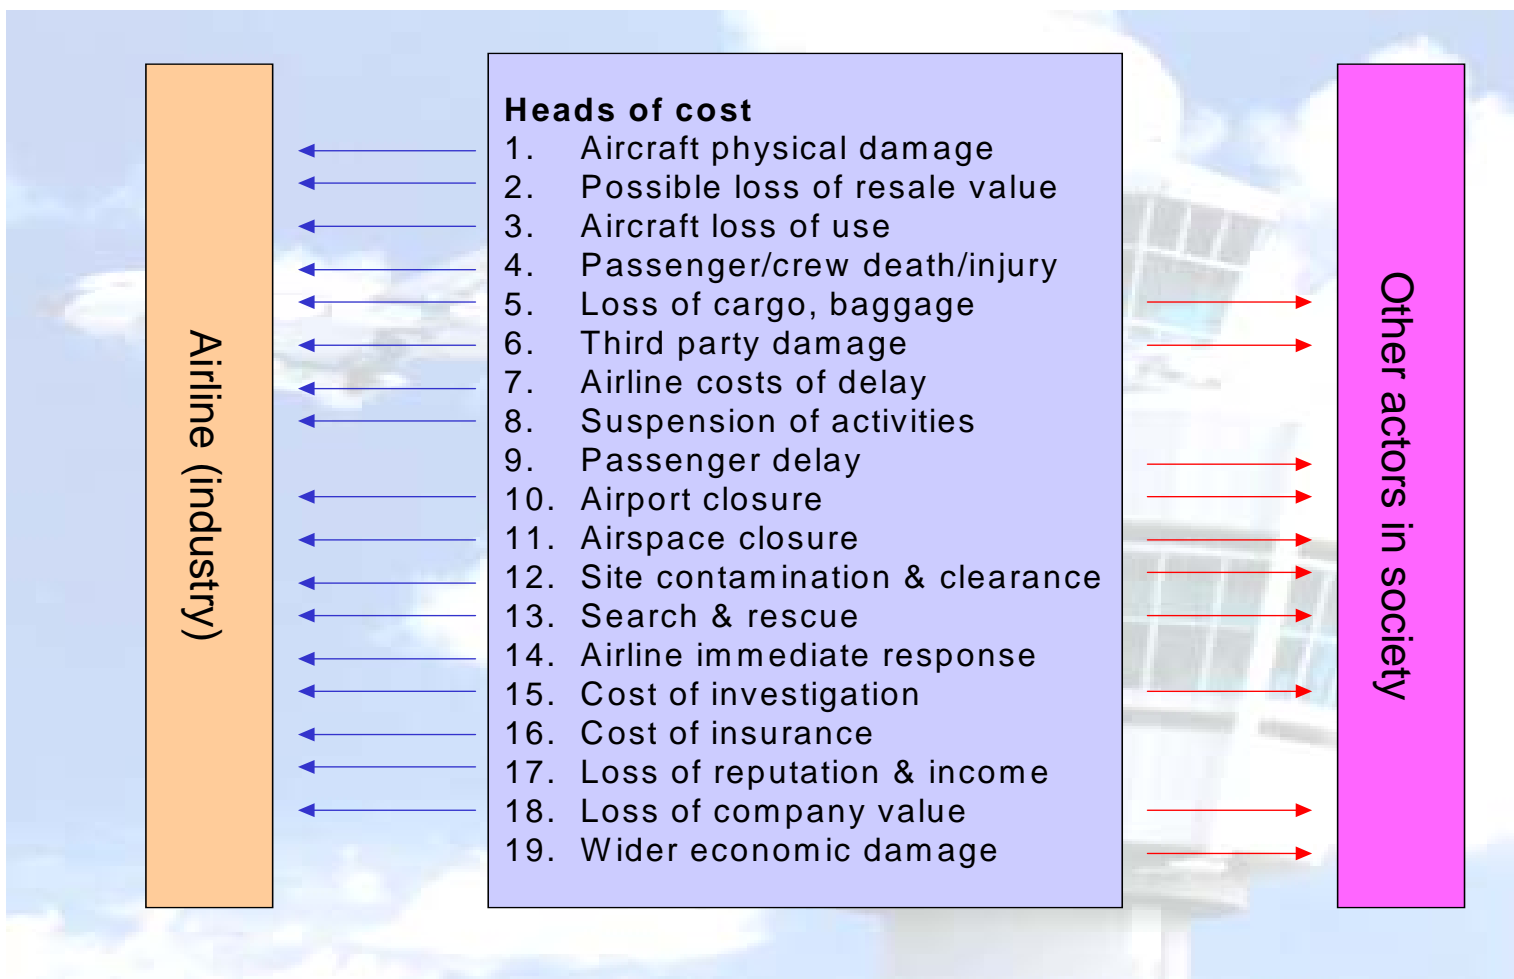 Airline (industry)
Heads of cost
1. Aircraft physical damage
2. Possible loss of resale value
3. Aircraft loss of use
4. Passenger/crew death/injury
5. Loss of cargo, baggage
6. Third party damage
7. Airline costs of delay
8. Suspension of activities
9. Passenger delay
10. Airport closure
11. Airspace closure
12. Site contamination & clearance
13. Search & rescue
14. Airline immediate response
15. Cost of investigation
16. Cost of insurance
17. Loss of reputation & income
18. Loss of company value
19. Wider economic damage
Other actors in society